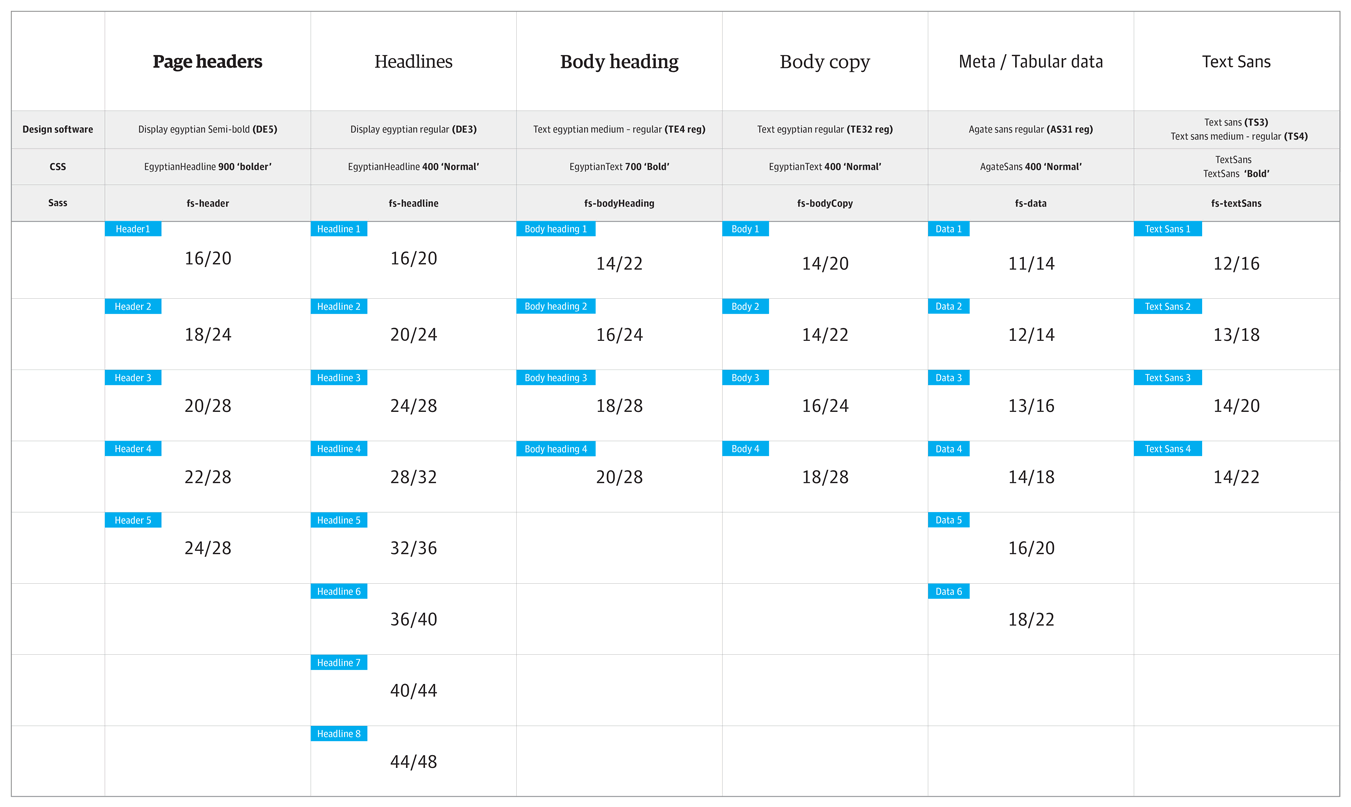 Page headers Headlines Body heading Body copy Meta / Tabular data Text Sans
Design software Display egyptian Semi-bold (DE5) Display egyptian regular (DE3) Text egyptian medium - regular (TE4 reg) Text egyptian regular (TE32 reg) Agate sans regular (AS31 reg) Text sans (TS3)
Text sans medium - regular (TS4)
CSS EgyptianHeadline 900 ‘bolder’ EgyptianHeadline 400 ‘Normal’ EgyptianText 700 ‘Bold’ EgyptianText 400 ‘Normal’ AgateSans 400 ‘Normal’ TextSans
TextSans ‘Bold’
Sass fs-header fs-headline fs-bodyHeading fs-bodyCopy fs-data fs-textSans
Header1 Headline 1 Body heading 1 Body 1 Data 1 Text Sans 1
16/20 16/20 14/22 14/20 11/14 12/16
Header 2 Headline 2 Body heading 2 Body 2 Data 2 Text Sans 2
18/24 20/24 16/24 14/22 12/14 13/18
Header 3 Headline 3 Body heading 3 Body 3 Data 3 Text Sans 3
20/28 24/28 18/28 16/24 13/16 14/20
Header 4 Headline 4 Body heading 4 Body 4 Data 4 Text Sans 4
22/28 28/32 20/28 18/28 14/18 14/22
Header 5 Headline 5 Data 5
24/28 32/36 16/20
Headline 6 Data 6
36/40 18/22
Headline 7
40/44
Headline 8
44/48